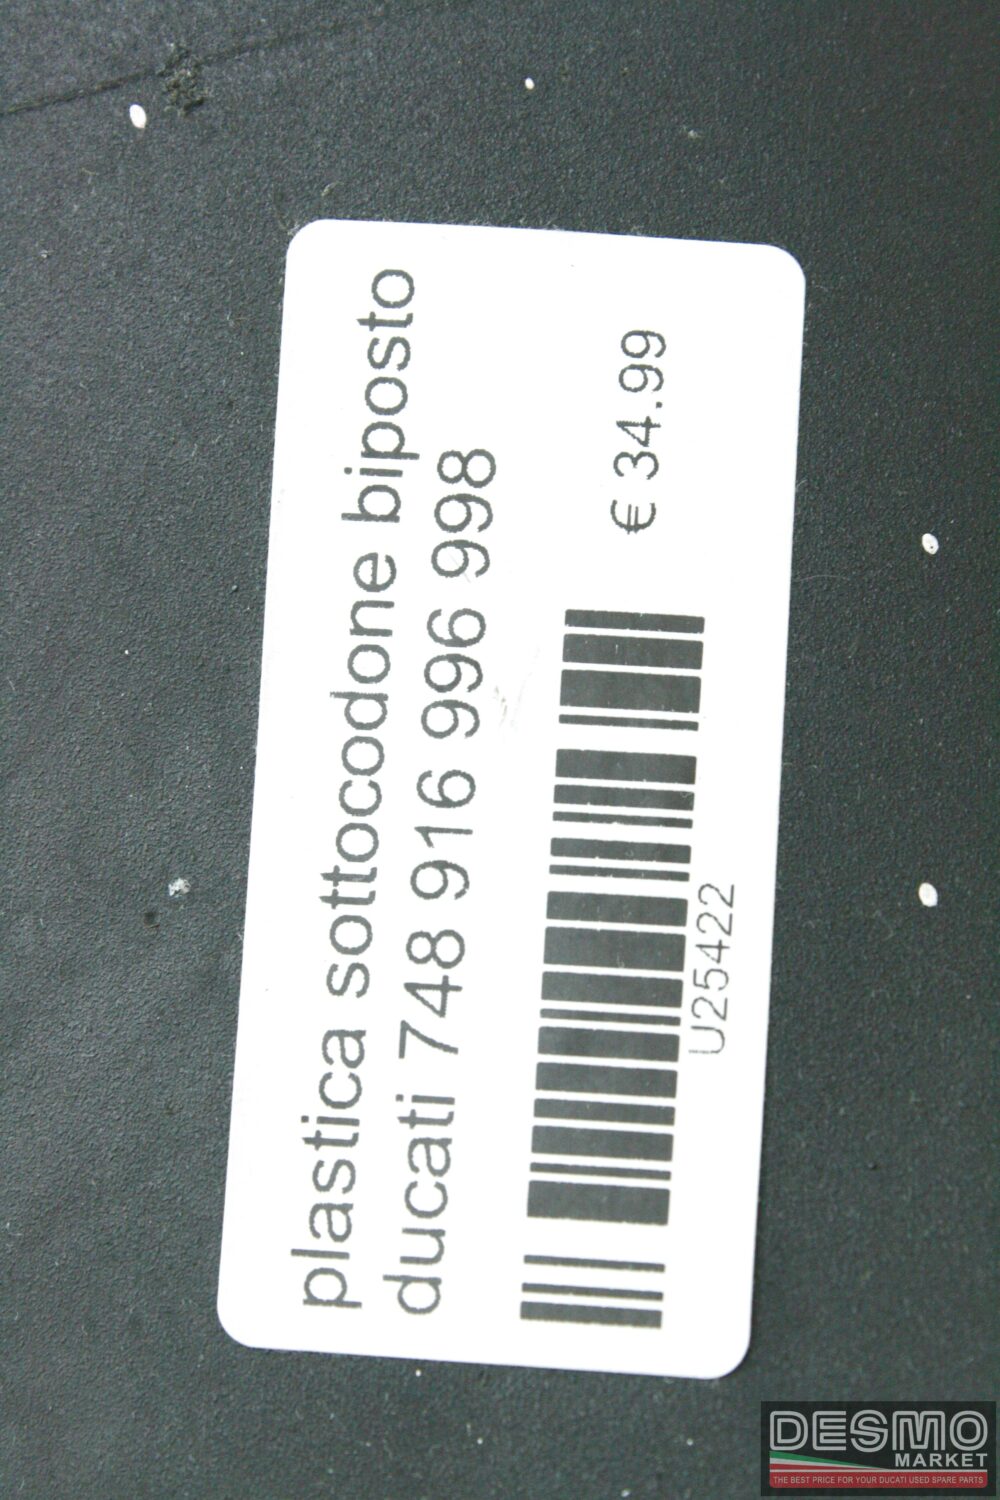 plastica sottocodone biposto
ducati 748 916 996 998
€ 34.99
U25422
DESMO
MARKET
THE BEST PRICE FOR YOUR DUCATI USED SPARE PARTS